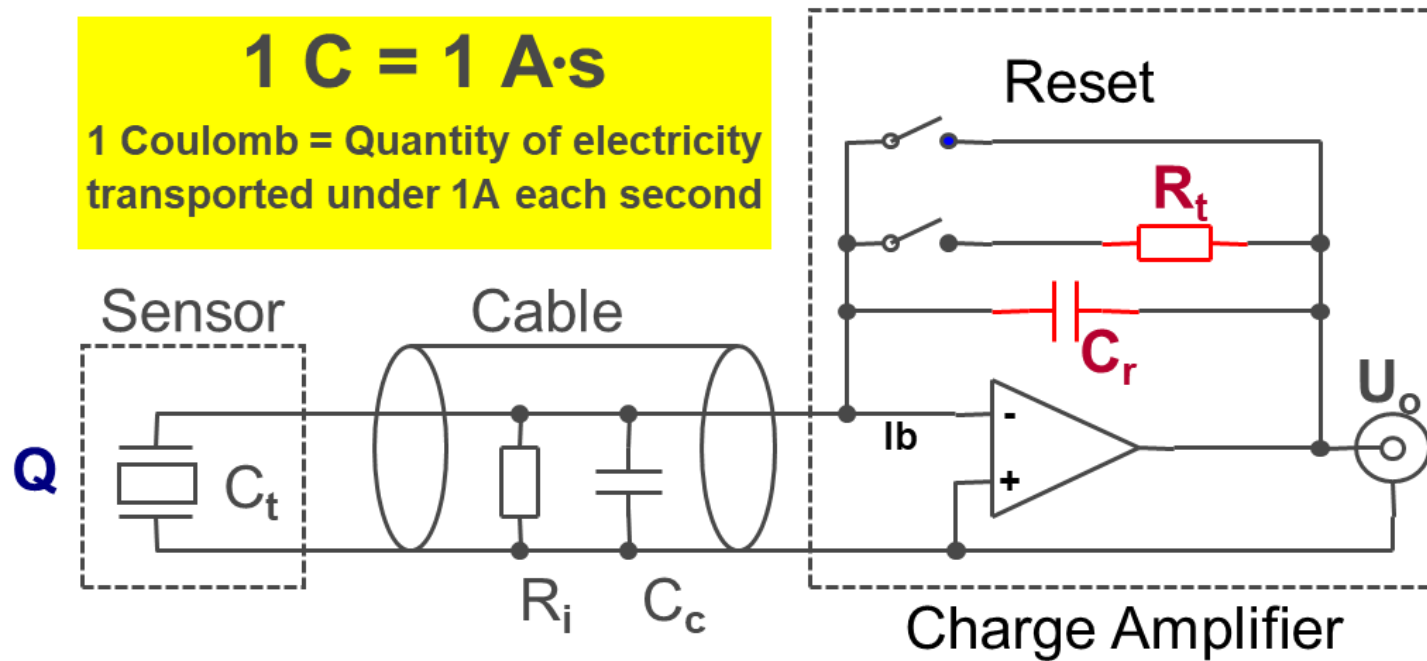 1 C = 1 A·s
1 Coulomb = Quantity of electricity
transported under 1A each second
Reset
Rt
Sensor
Cable
Cr
Uo
Q
Ct
Ib
-
+
Ri
Cc
Charge Amplifier